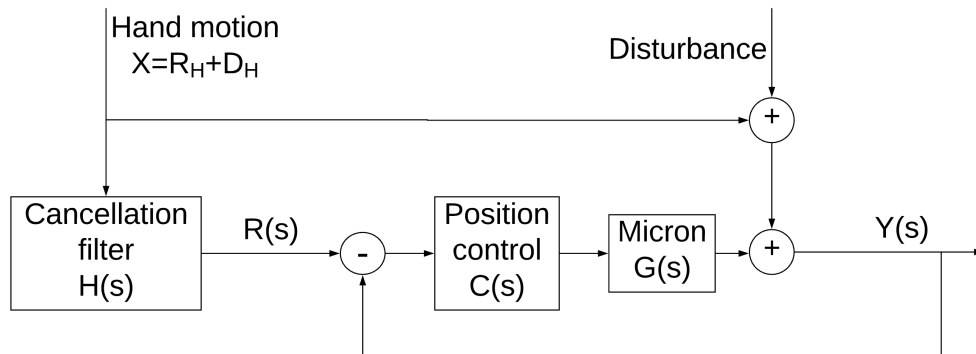 Hand motion
X=R_H+D_H
Disturbance
+
Cancellation
filter
H(s)
R(s)
-
Position
control
C(s)
Micron
G(s)
+
Y(s)